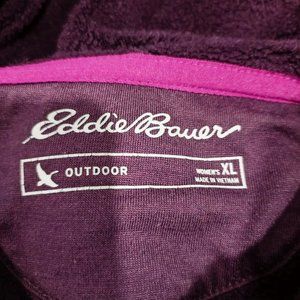 Eddie Bauer
OUTDOOR
WOMEN'S XL
MADE IN VIETNAM